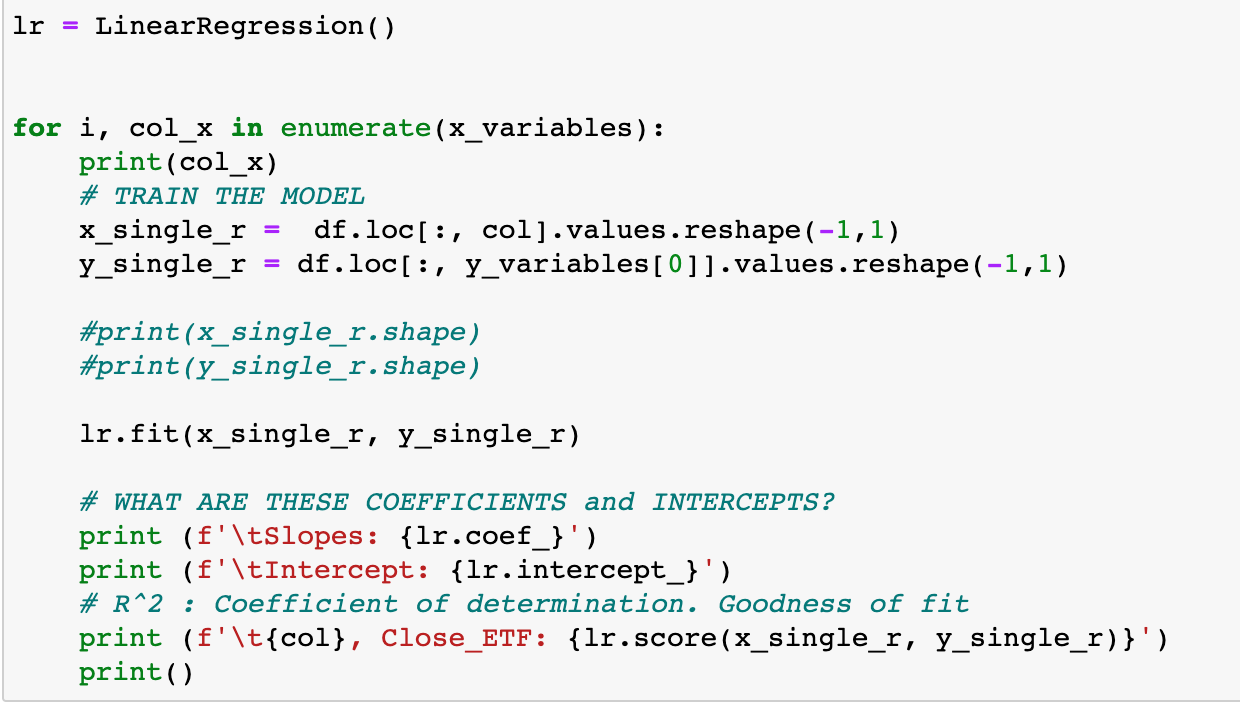 lr = LinearRegression()
for i, col_x in enumerate(x_variables):
    print(col_x)
    # TRAIN THE MODEL
    x_single_r =  df.loc[:, col].values.reshape(-1,1)
    y_single_r = df.loc[:, y_variables[0]].values.reshape(-1,1)
    #print(x_single_r.shape)
    #print(y_single_r.shape)
    lr.fit(x_single_r, y_single_r)
    # WHAT ARE THESE COEFFICIENTS and INTERCEPTS?
    print (f'\tSlopes: {lr.coef_}')
    print (f'\tIntercept: {lr.intercept_}')
    # R^2 : Coefficient of determination. Goodness of fit
    print (f'\t{col}, Close_ETF: {lr.score(x_single_r, y_single_r)}')
    print()